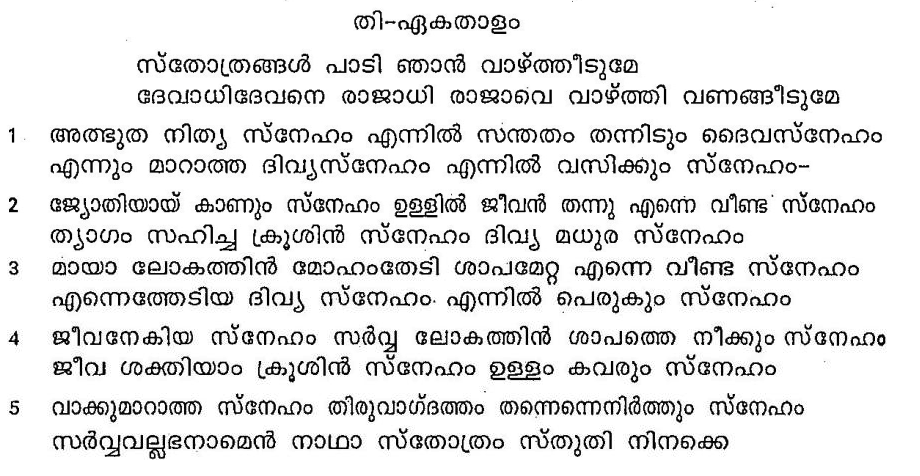 തി-ഏകതാളം
സ്തോത്രങ്ങൾ പാടി ഞാൻ വാഴ്ത്തീടുമേ
ദേവാധിദേവനെ രാജാധി രാജാവെ വാഴ്ത്തി വണങ്ങീടുമേ
1 അത്ഭുത നിത്യ സ്നേഹം എന്നിൽ സന്തതം തന്നിടും ദൈവസ്നേഹം
എന്നും മാറാത്ത ദിവ്യസ്നേഹം എന്നിൽ വസിക്കും സ്നേഹം-
2 ജ്യോതിയായ് കാണും സ്നേഹം ഉള്ളിൽ ജീവൻ തന്നു എന്നെ വീണ്ട സ്നേഹം
ത്യാഗം സഹിച്ച ക്രൂശിൻ സ്നേഹം ദിവ്യ മധുര സ്നേഹം
3 മായാ ലോകത്തിൻ മോഹംതേടി ശാപമേറ്റ എന്നെ വീണ്ട സ്നേഹം
എന്നെത്തേടിയ ദിവ്യ സ്നേഹം എന്നിൽ പെരുകും സ്നേഹം
4 ജീവനേകിയ സ്നേഹം സർവ്വ ലോകത്തിൻ ശാപത്തെ നീക്കും സ്നേഹം
ജീവ ശക്തിയാം ക്രൂശിൻ സ്നേഹം ഉള്ളം കവരും സ്നേഹം
5 വാക്കുമാറാത്ത സ്നേഹം തിരുവാഗ്ദത്തം തന്നെന്നെനിർത്തും സ്നേഹം
സർവ്വവല്ലഭനാമെൻ നാഥാ സ്തോത്രം സ്തുതി നിനക്കെ